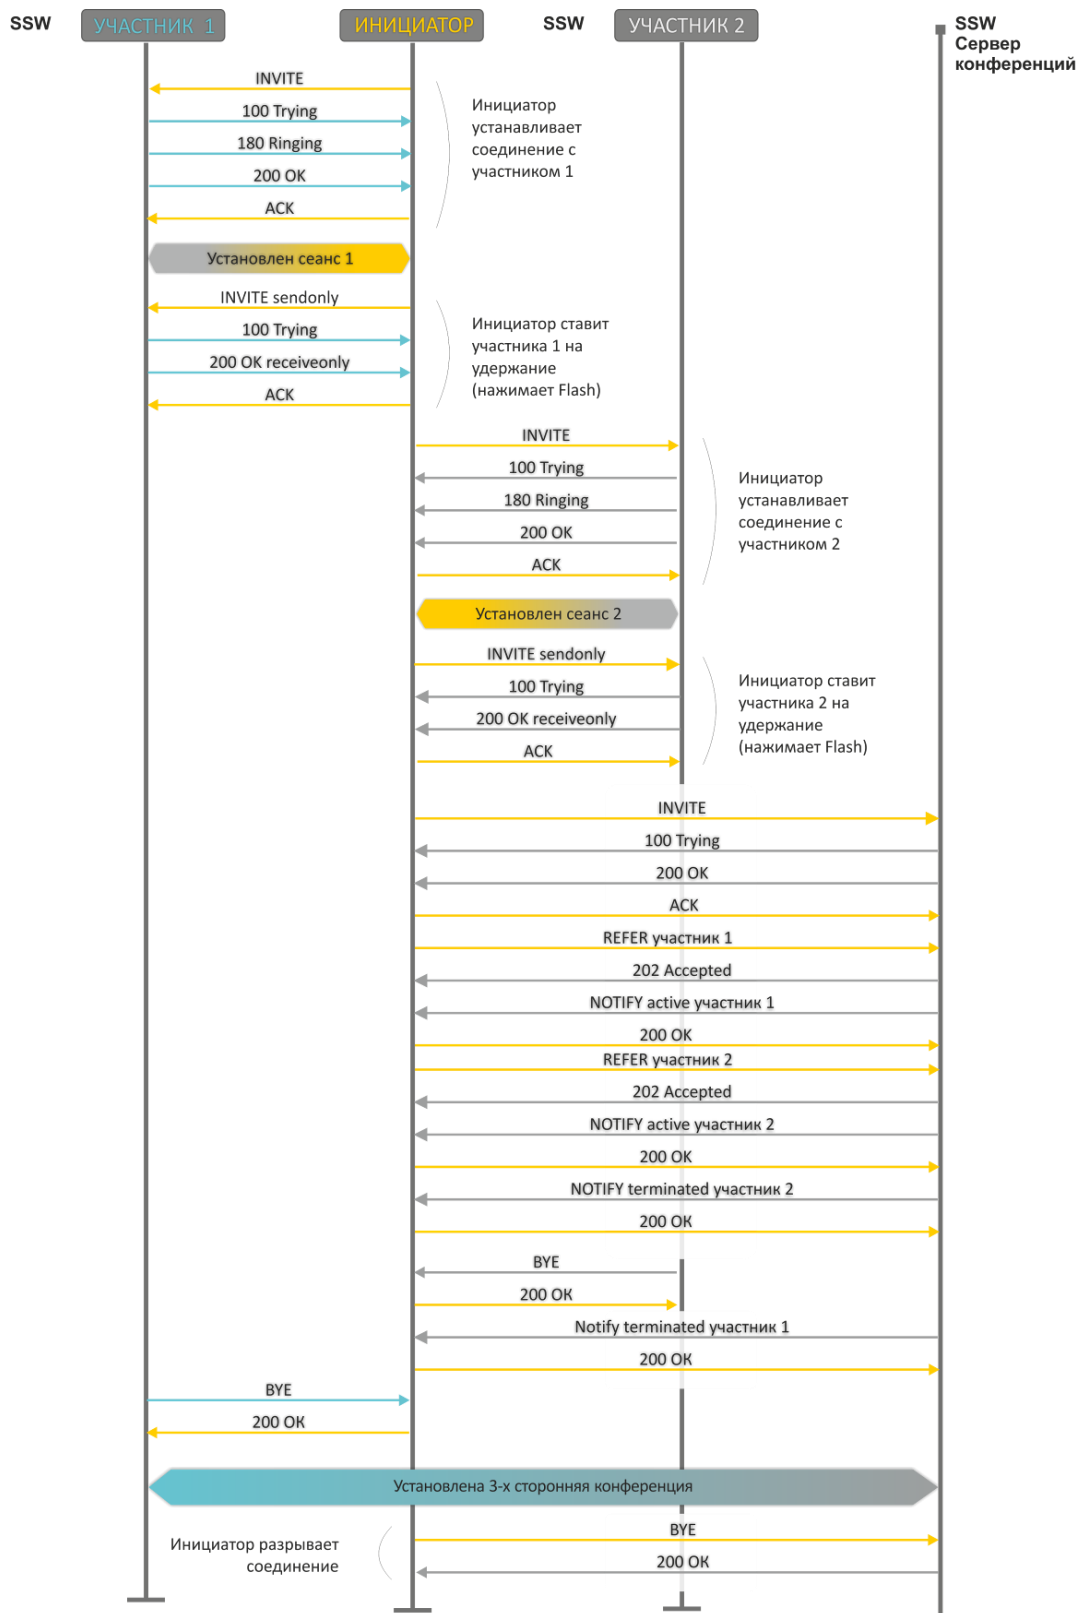 SSW
УЧАСТНИК 1
ИНИЦИАТОР
SSW
УЧАСТНИК 2
SSW
Сервер
конференций
INVITE
100 Trying
180 Ringing
200 OK
ACK
Инициатор
устанавливает
соединение с
участником 1
Установлен сеанс 1
INVITE sendonly
100 Trying
200 OK receiveonly
ACK
Инициатор ставит
участника 1 на
удержание
(нажимает Flash)
INVITE
100 Trying
180 Ringing
200 OK
ACK
Инициатор
устанавливает
соединение с
участником 2
Установлен сеанс 2
INVITE sendonly
100 Trying
200 OK receiveonly
ACK
Инициатор ставит
участника 2 на
удержание
(нажимает Flash)
INVITE
100 Trying
200 OK
ACK
REFER участник 1
202 Accepted
NOTIFY active участник 1
200 OK
REFER участник 2
202 Accepted
NOTIFY active участник 2
200 OK
NOTIFY terminated участник 2
200 OK
BYE
200 OK
Notify terminated участник 1
200 OK
BYE
200 OK
Установлена 3-х сторонняя конференция
Инициатор разрывает
соединение
BYE
200 OK